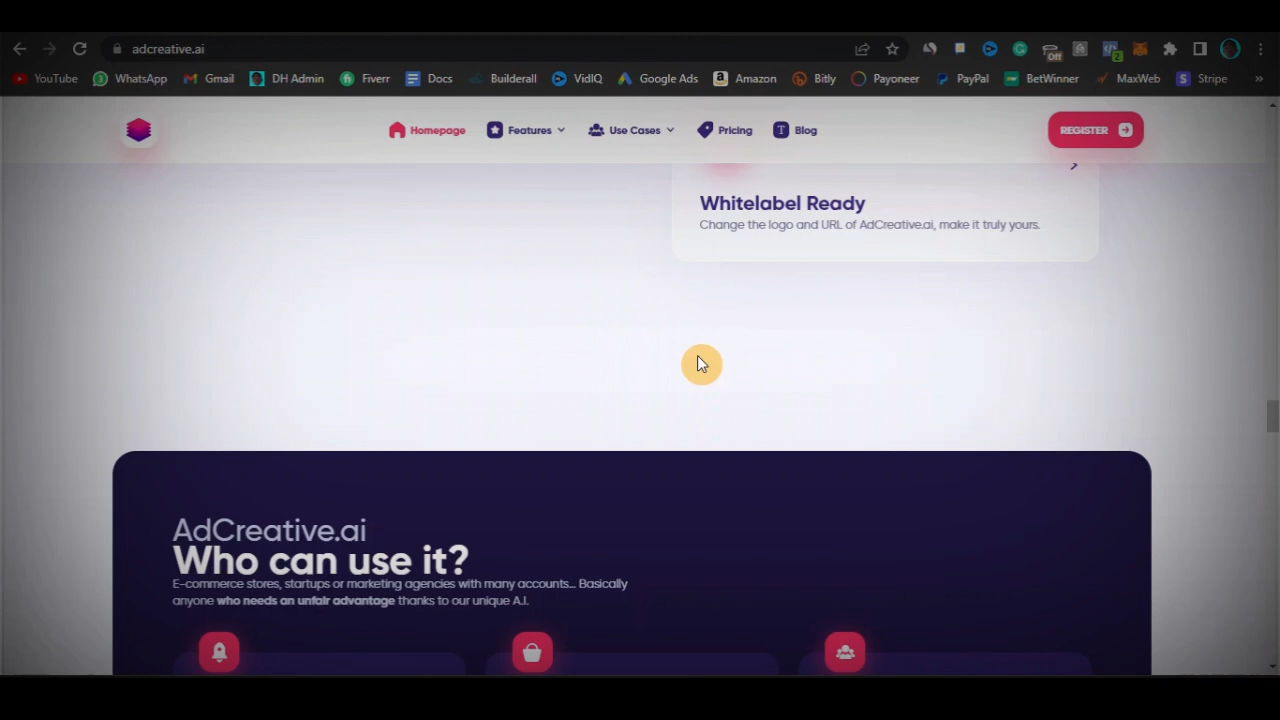 adcreative.ai
Off
2
YouTube WhatsApp Gmail DH Admin Fiverr Docs Builderall VidIQ Google Ads Amazon Bitly Payoneer PayPal BetWinner MaxWeb Stripe »
Homepage Features Use Cases Pricing T Blog REGISTER
Whitelabel Ready
Change the logo and URL of AdCreative.ai, make it truly yours.
AdCreative.ai
Who can use it?
E-commerce stores, startups or marketing agencies with many accounts... Basically
anyone who needs an unfair advantage thanks to our unique A.I.